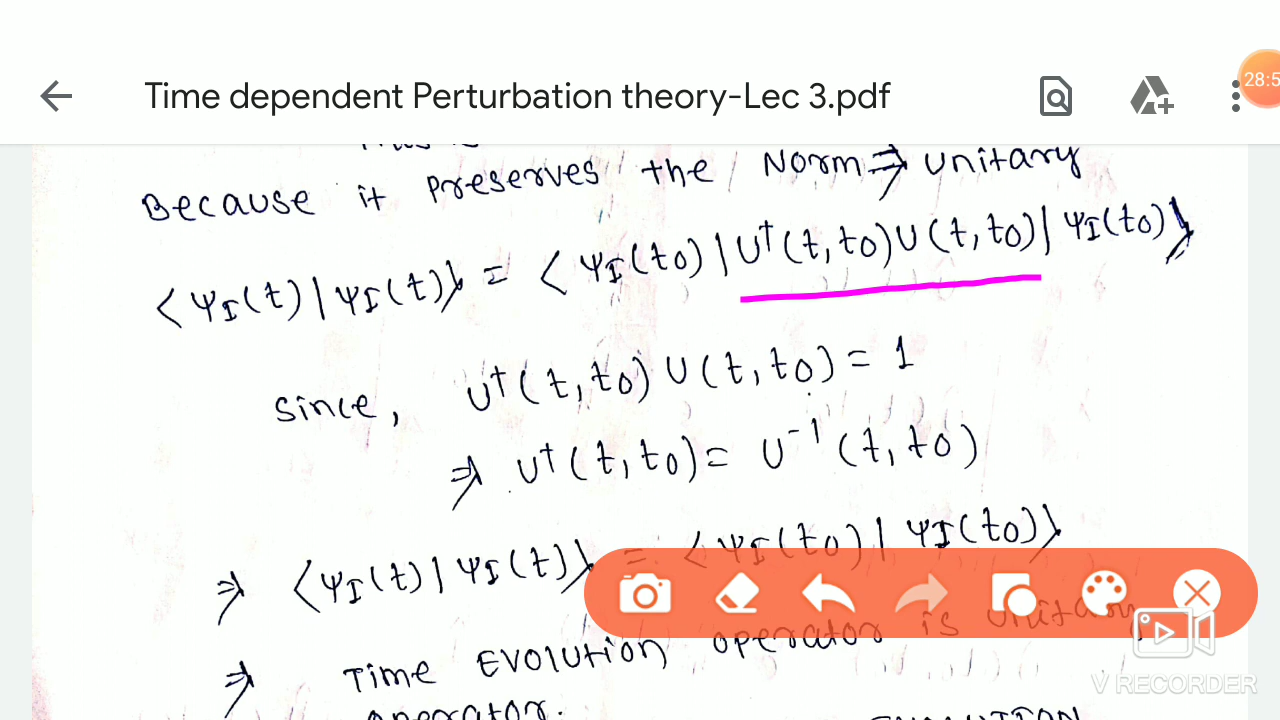 28:5
Time dependent Perturbation theory-Lec 3.pdf
Because it preserves the Norm ⇒ unitary
⟨ΨI(t)|ΨI(t)⟩ = ⟨ΨI(t0)|U†(t,t0)U(t,t0)|ΨI(t0)⟩
since, U†(t,t0)U(t,t0) = 1
⇒ U†(t,t0) = U-1(t,t0)
⇒ ⟨ΨI(t)|ΨI(t)⟩ = ⟨ΨI(t0)|ΨI(t0)⟩
⇒ Time Evolution operator is unitary
operator.
V RECORDER